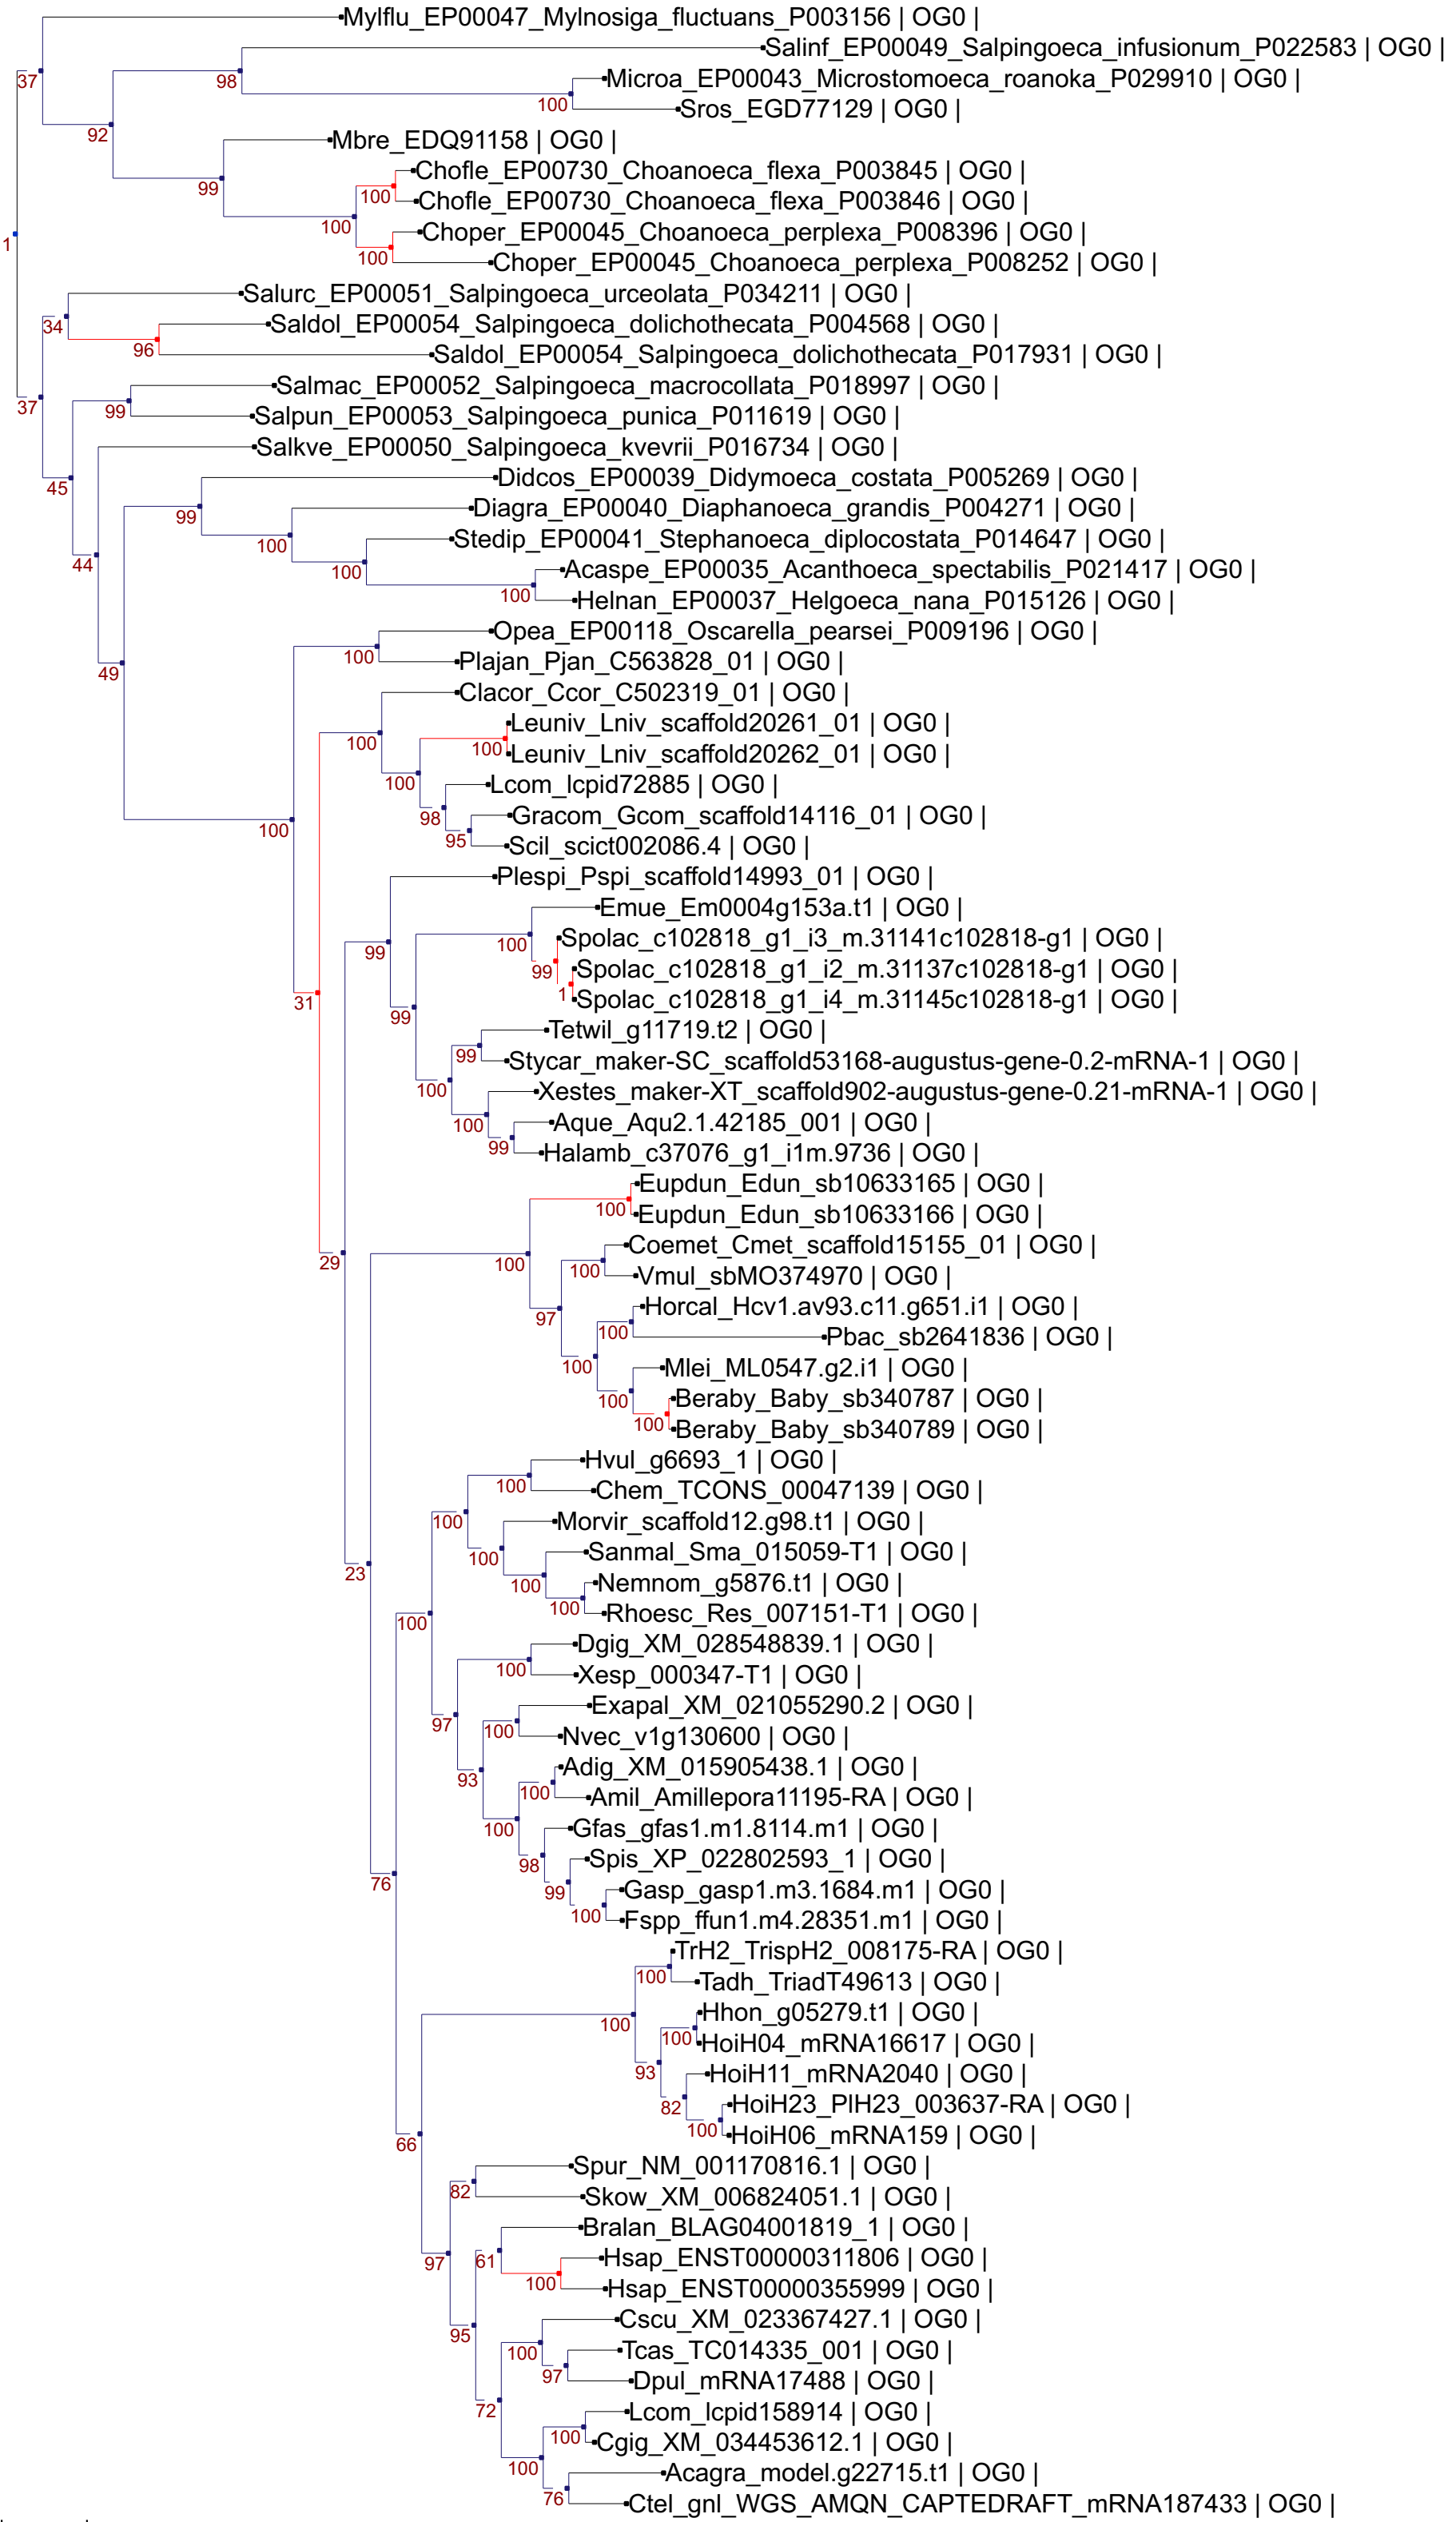 Mylflu_EP00047_Mylnosiga_fluctuans_P003156 | OG0 |
Salinf_EP00049_Salpingoeca_infusionum_P022583 | OG0 |
37
98
Microa_EP00043_Microstomoeca_roanoka_P029910 | OG0 |
100
Sros_EGD77129 | OG0 |
92
Mbre_EDQ91158 | OG0 |
Chofle_EP00730_Choanoeca_flexa_P003845 | OG0 |
99
100
Chofle_EP00730_Choanoeca_flexa_P003846 | OG0 |
100
Choper_EP00045_Choanoeca_perplexa_P008396 | OG0 |
1
100
Choper_EP00045_Choanoeca_perplexa_P008252 | OG0 |
Salurc_EP00051_Salpingoeca_urceolata_P034211 | OG0 |
34
Saldol_EP00054_Salpingoeca_dolichothecata_P004568 | OG0 |
96
Saldol_EP00054_Salpingoeca_dolichothecata_P017931 | OG0 |
Salmac_EP00052_Salpingoeca_macrocollata_P018997 | OG0 |
37
99
Salpun_EP00053_Salpingoeca_punica_P011619 | OG0 |
Salkve_EP00050_Salpingoeca_kvevrii_P016734 | OG0 |
45
Didcos_EP00039_Didymoeca_costata_P005269 | OG0 |
99
Diagra_EP00040_Diaphanoeca_grandis_P004271 | OG0 |
100
Stedip_EP00041_Stephanoeca_diplocostata_P014647 | OG0 |
44
100
Acaspe_EP00035_Acanthoeca_spectabilis_P021417 | OG0 |
100
Helnan_EP00037_Helgoeca_nana_P015126 | OG0 |
Opea_EP00118_Oscarella_pearsei_P009196 | OG0 |
100
Plajan_Pjan_C563828_01 | OG0 |
49
Clacor_Ccor_C502319_01 | OG0 |
Leuniv_Lniv_scaffold20261_01 | OG0 |
100
100
Leuniv_Lniv_scaffold20262_01 | OG0 |
100
Lcom_lcpid72885 | OG0 |
98
Gracom_Gcom_scaffold14116_01 | OG0 |
100
95
Scil_scict002086.4 | OG0 |
Plespi_Pspi_scaffold14993_01 | OG0 |
Emue_Em0004g153a.t1 | OG0 |
99
100
Spolac_c102818_g1_i3_m.31141c102818-g1 | OG0 |
99
Spolac_c102818_g1_i2_m.31137c102818-g1 | OG0 |
31
1
Spolac_c102818_g1_i4_m.31145c102818-g1 | OG0 |
99
Tetwil_g11719.t2 | OG0 |
99
Stycar_maker-SC_scaffold53168-augustus-gene-0.2-mRNA-1 | OG0 |
100
Xestes_maker-XT_scaffold902-augustus-gene-0.21-mRNA-1 | OG0 |
100
Aque_Aqu2.1.42185_001 | OG0 |
99
Halamb_c37076_g1_i1m.9736 | OG0 |
Eupdun_Edun_sb10633165 | OG0 |
100
Eupdun_Edun_sb10633166 | OG0 |
Coemet_Cmet_scaffold15155_01 | OG0 |
29
100
100
Vmul_sbMO374970 | OG0 |
Horcal_Hcv1.av93.c11.g651.i1 | OG0 |
97
100
Pbac_sb2641836 | OG0 |
100
Mlei_ML0547.g2.i1 | OG0 |
100
Beraby_Baby_sb340787 | OG0 |
100
Beraby_Baby_sb340789 | OG0 |
Hvul_g6693_1 | OG0 |
100
Chem_TCONS_00047139 | OG0 |
100
Morvir_scaffold12.g98.t1 | OG0 |
100
Sanmal_Sma_015059-T1 | OG0 |
23
100
Nemnom_g5876.t1 | OG0 |
100
Rhoesc_Res_007151-T1 | OG0 |
100
Dgig_XM_028548839.1 | OG0 |
100
Xesp_000347-T1 | OG0 |
Exapal_XM_021055290.2 | OG0 |
97
100
Nvec_v1g130600 | OG0 |
Adig_XM_015905438.1 | OG0 |
93
100
Amil_Amillepora11195-RA | OG0 |
100
Gfas_gfas1.m1.8114.m1 | OG0 |
98
Spis_XP_022802593_1 | OG0 |
76
99
Gasp_gasp1.m3.1684.m1 | OG0 |
100
Fspp_ffun1.m4.28351.m1 | OG0 |
TrH2_TrispH2_008175-RA | OG0 |
100
Tadh_TriadT49613 | OG0 |
Hhon_g05279.t1 | OG0 |
100
100
HoiH04_mRNA16617 | OG0 |
93
HoiH11_mRNA2040 | OG0 |
82
HoiH23_PlH23_003637-RA | OG0 |
100
HoiH06_mRNA159 | OG0 |
66
Spur_NM_001170816.1 | OG0 |
82
Skow_XM_006824051.1 | OG0 |
Bralan_BLAG04001819_1 | OG0 |
97
61
Hsap_ENST00000311806 | OG0 |
100
Hsap_ENST00000355999 | OG0 |
Cscu_XM_023367427.1 | OG0 |
95
100
Tcas_TC014335_001 | OG0 |
97
Dpul_mRNA17488 | OG0 |
72
Lcom_lcpid158914 | OG0 |
100
Cgig_XM_034453612.1 | OG0 |
100
Acagra_model.g22715.t1 | OG0 |
76
Ctel_gnl_WGS_AMQN_CAPTEDRAFT_mRNA187433 | OG0 |